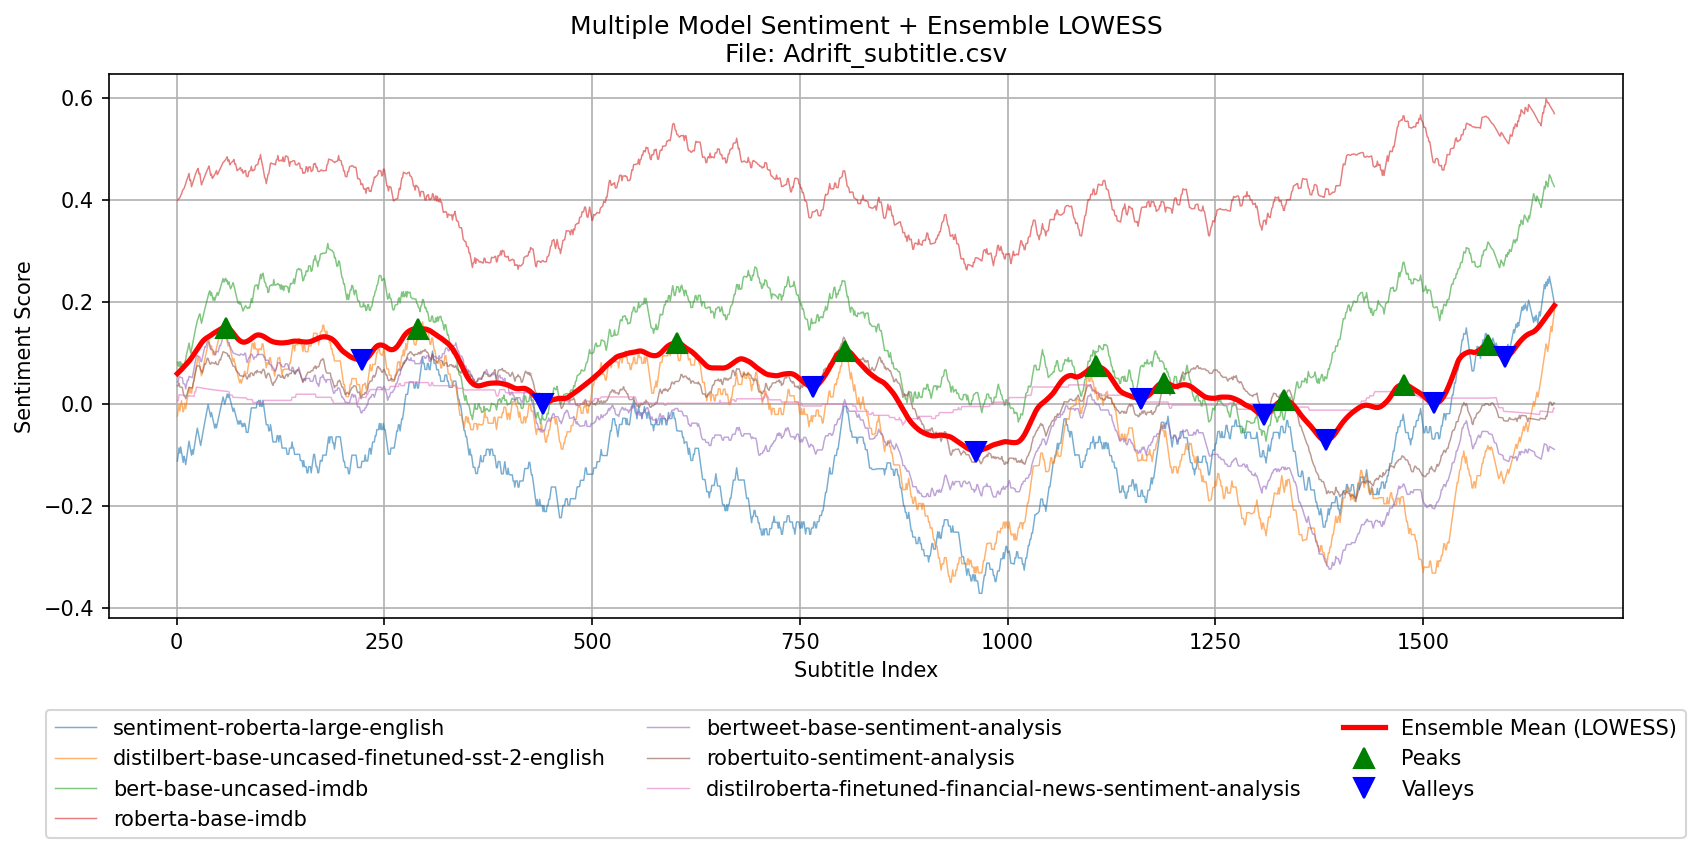 Multiple Model Sentiment + Ensemble LOWESS
File: Adrift_subtitle.csv
Sentiment Score
0.6
0.4
0.2
0.0
−0.2
−0.4
0
250
500
750
1000
1250
1500
Subtitle Index
sentiment-roberta-large-english
distilbert-base-uncased-finetuned-sst-2-english
bert-base-uncased-imdb
roberta-base-imdb
bertweet-base-sentiment-analysis
robertuito-sentiment-analysis
distilroberta-finetuned-financial-news-sentiment-analysis
Ensemble Mean (LOWESS)
Peaks
Valleys